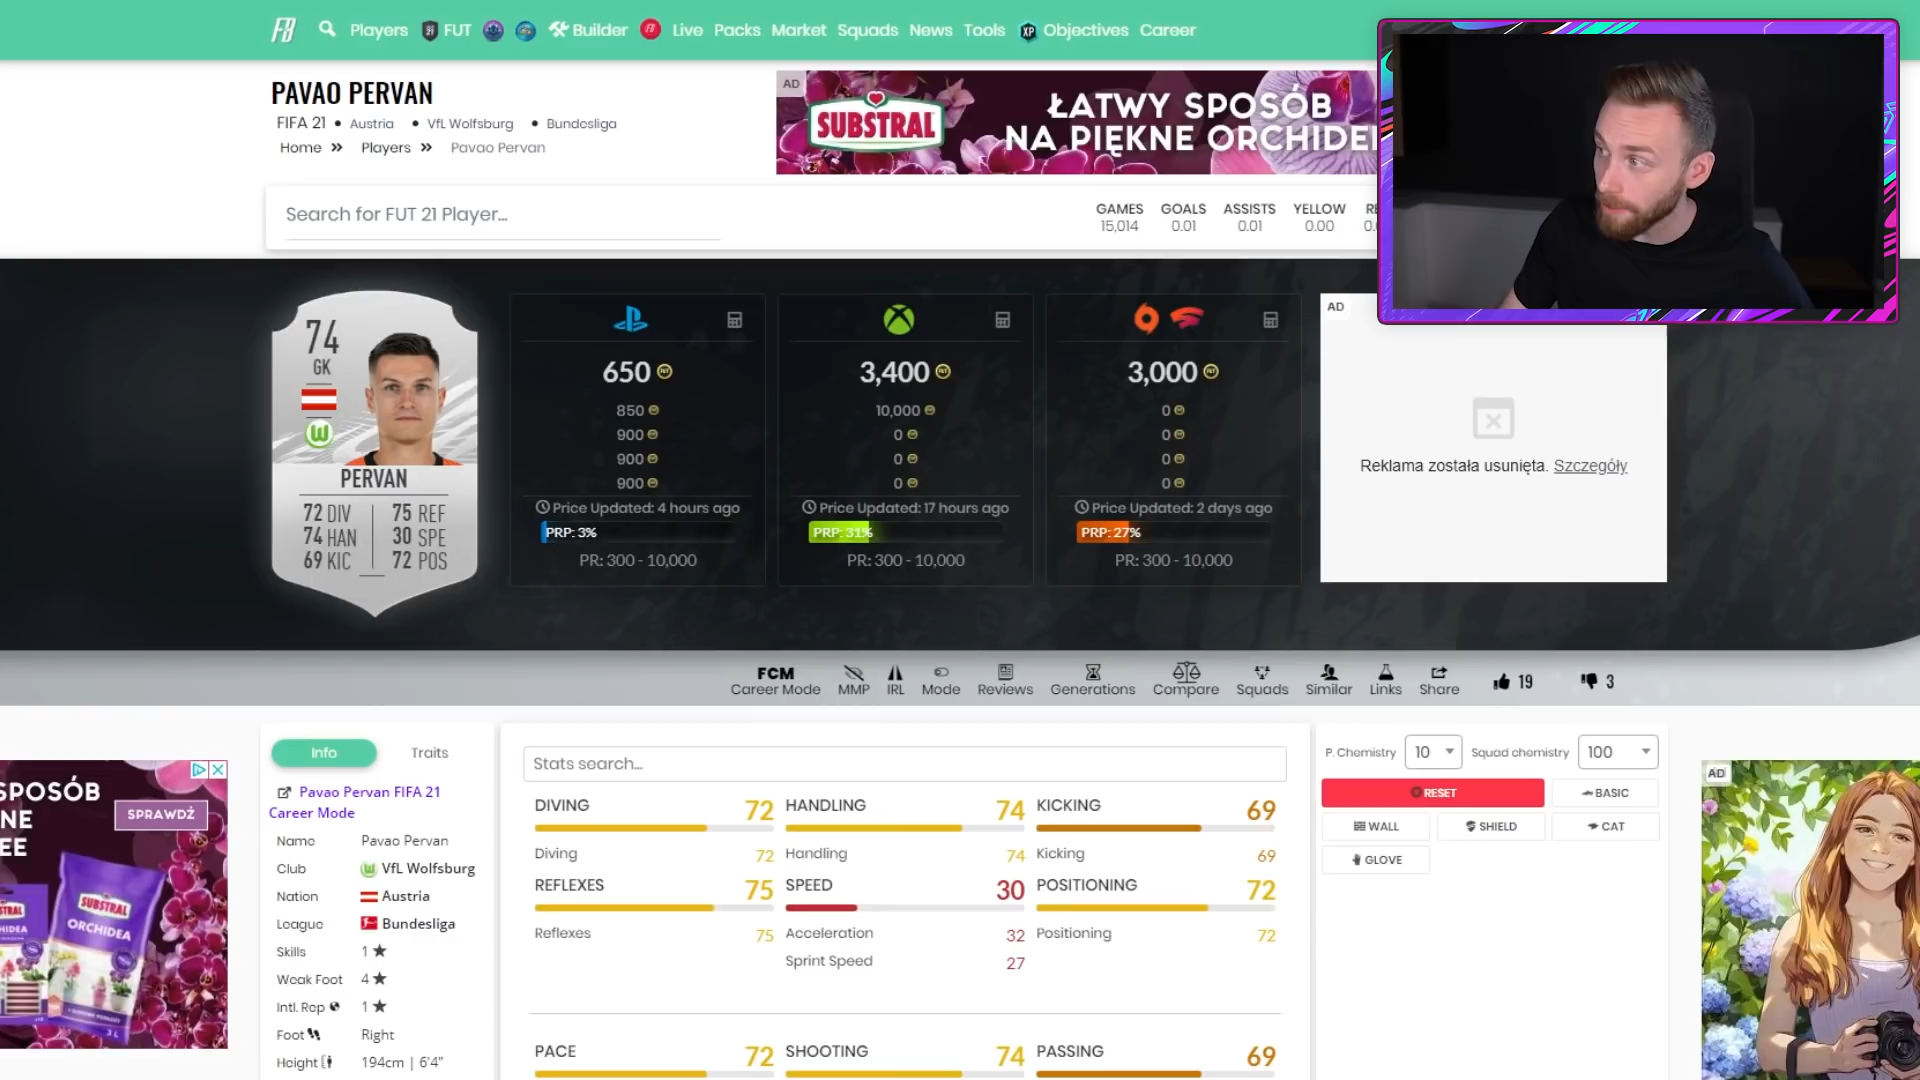 Players FUT Builder Live Packs Market Squads News Tools XP Objectives Career
PAVAO PERVAN
FIFA 21 • Austria • VfL Wolfsburg • Bundesliga
Home » Players » Pavao Pervan
AD
SUBSTRAL
ŁATWY SPOSÓB
NA PIĘKNE ORCHIDE
Search for FUT 21 Player...
GAMES GOALS ASSISTS YELLOW RE
15,014 0.01 0.01 0.00 0.
74
GK
PERVAN
72 DIV 75 REF
74 HAN 30 SPE
69 KIC 72 POS
650
850
900
900
900
Price Updated: 4 hours ago
PRP: 3%
PR: 300 - 10,000
3,400
10,000
0
0
0
Price Updated: 17 hours ago
PRP: 31%
PR: 300 - 10,000
3,000
0
0
0
0
Price Updated: 2 days ago
PRP: 27%
PR: 300 - 10,000
AD
Reklama została usunięta. Szczegóły
FCM
Career Mode MMP IRL Mode Reviews Generations Compare Squads Similar Links Share 19 3
SPOSÓB
NE
EE
SPRAWDŹ
SUBSTRAL
ORCHIDEA
Info Traits
Pavao Pervan FIFA 21
Career Mode
Name Pavao Pervan
Club VfL Wolfsburg
Nation Austria
League Bundesliga
Skills 1 ★
Weak Foot 4 ★
Intl. Rep 1 ★
Foot Right
Height 194cm | 6'4"
Stats search...
DIVING 72 HANDLING 74 KICKING 69
Diving 72 Handling 74 Kicking 69
REFLEXES 75 SPEED 30 POSITIONING 72
Reflexes 75 Acceleration 32 Positioning 72
Sprint Speed 27
PACE 72 SHOOTING 74 PASSING 69
P. Chemistry 10 Squad chemistry 100
RESET BASIC
WALL SHIELD CAT
GLOVE
AD